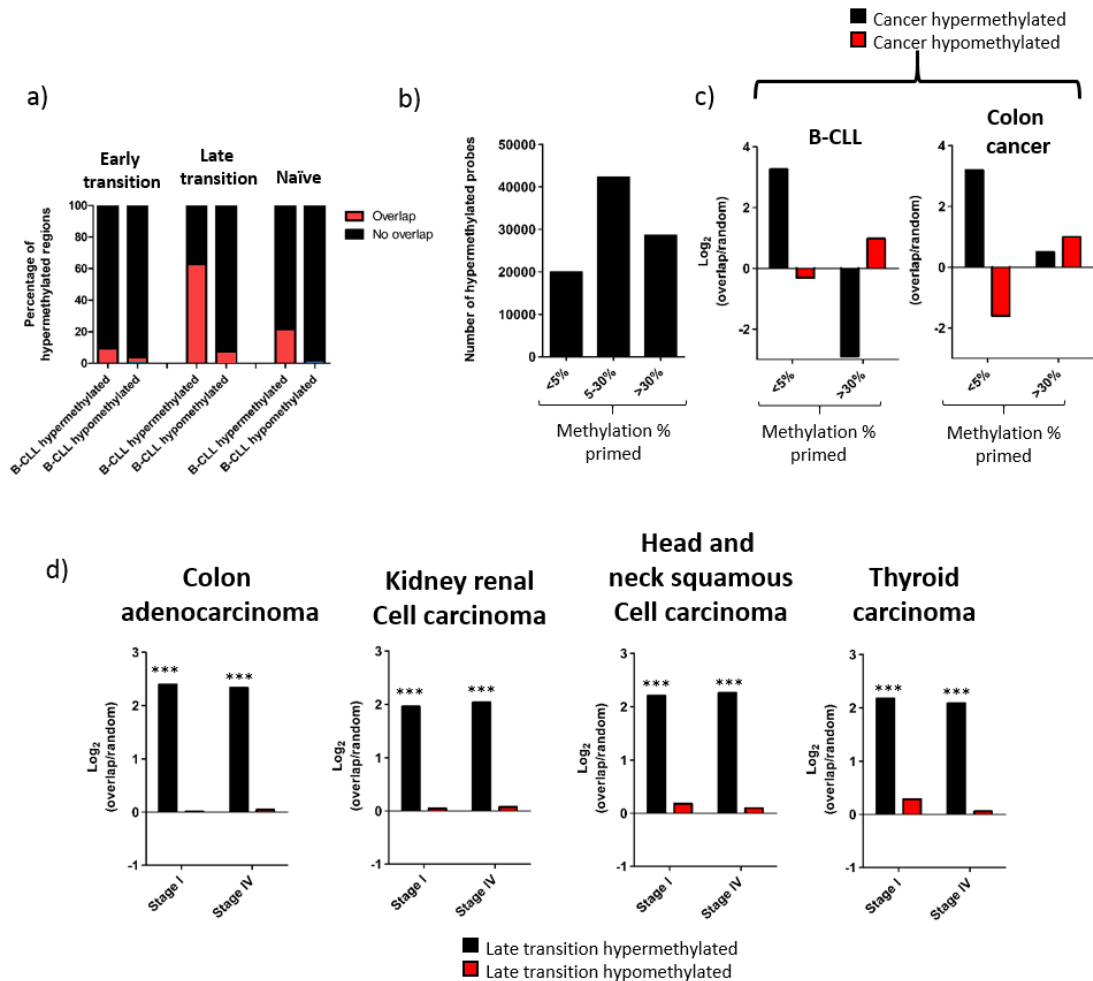 Cancer hypermethylated
Cancer hypomethylated
a)
Early
transition
Late
transition
Naïve
Percentage of
hypermethylated regions
100
80
60
40
20
0
Overlap
No overlap
B-CLL hypermethylated
B-CLL hypomethylated
B-CLL hypermethylated
B-CLL hypomethylated
B-CLL hypermethylated
B-CLL hypomethylated
b)
Number of hypermethylated probes
50000
40000
30000
20000
10000
0
<5%
5-30%
>30%
Methylation %
primed
c)
B-CLL
Log2
(overlap/random)
4
2
0
-2
<5%
>30%
Methylation %
primed
Colon
cancer
4
2
0
-2
<5%
>30%
Methylation %
primed
d)
Colon
adenocarcinoma
Log2
(overlap/random)
3
2
1
0
-1
***
***
Stage I
Stage IV
Kidney renal
Cell carcinoma
Log2
(overlap/random)
3
2
1
0
-1
***
***
Stage I
Stage IV
Head and
neck squamous
Cell carcinoma
Log2
(overlap/random)
3
2
1
0
-1
***
***
Stage I
Stage IV
Thyroid
carcinoma
Log2
(overlap/random)
3
2
1
0
-1
***
***
Stage I
Stage IV
Late transition hypermethylated
Late transition hypomethylated